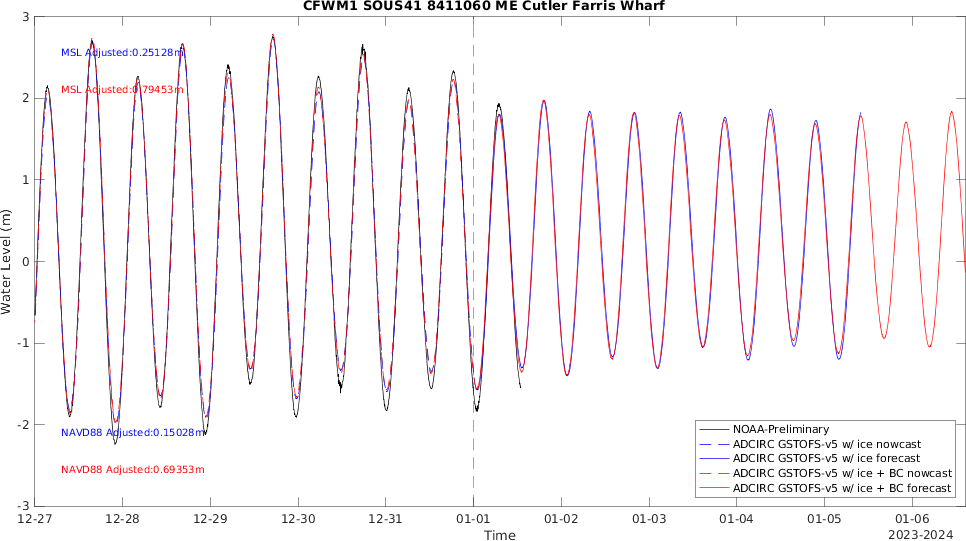 CFWM1 SOUS41 8411060 ME Cutler Farris Wharf
3
2
1
0
-1
-2
-3
Water Level (m)
MSL Adjusted:0.25128m
MSL Adjusted:0.79453m
NAVD88 Adjusted:0.15028m
NAVD88 Adjusted:0.69353m
NOAA-Preliminary
ADCIRC GSTOFS-v5 w/ ice nowcast
ADCIRC GSTOFS-v5 w/ ice forecast
ADCIRC GSTOFS-v5 w/ ice + BC nowcast
ADCIRC GSTOFS-v5 w/ ice + BC forecast
12-27 12-28 12-29 12-30 12-31 01-01 01-02 01-03 01-04 01-05 01-06
Time
2023-2024